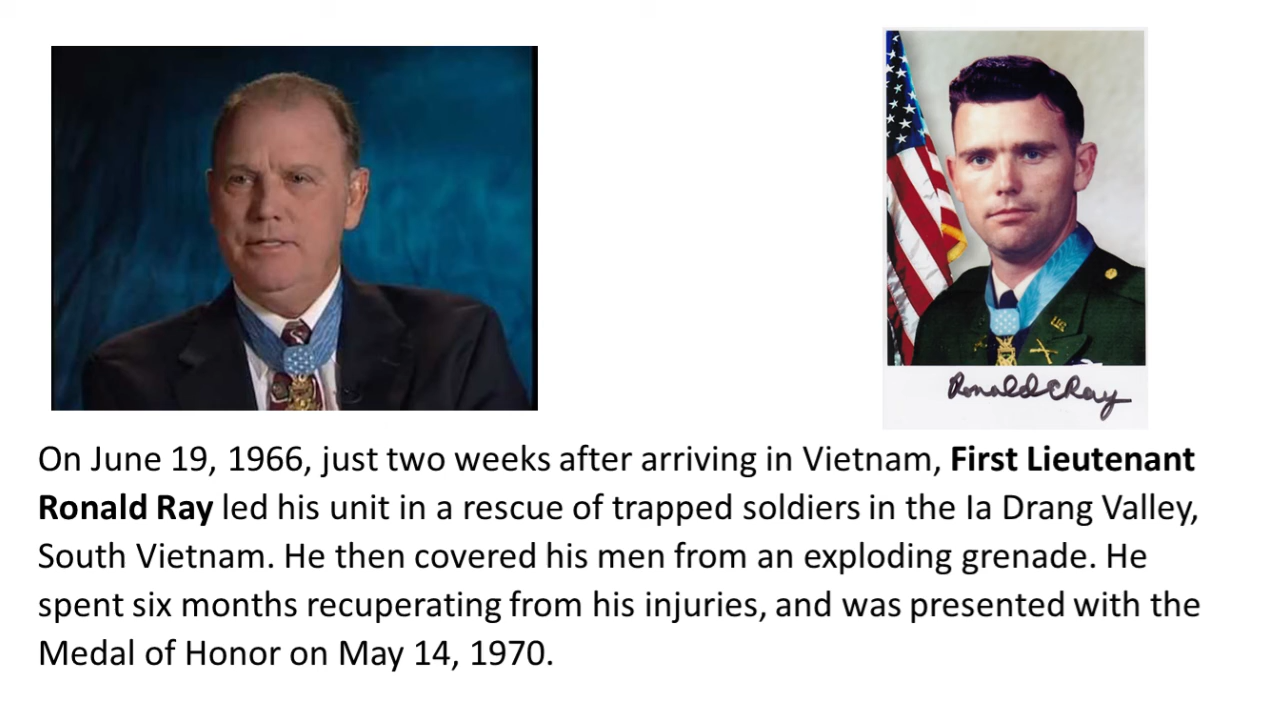 Ronald E Ray
On June 19, 1966, just two weeks after arriving in Vietnam, First Lieutenant
Ronald Ray led his unit in a rescue of trapped soldiers in the Ia Drang Valley,
South Vietnam. He then covered his men from an exploding grenade. He
spent six months recuperating from his injuries, and was presented with the
Medal of Honor on May 14, 1970.